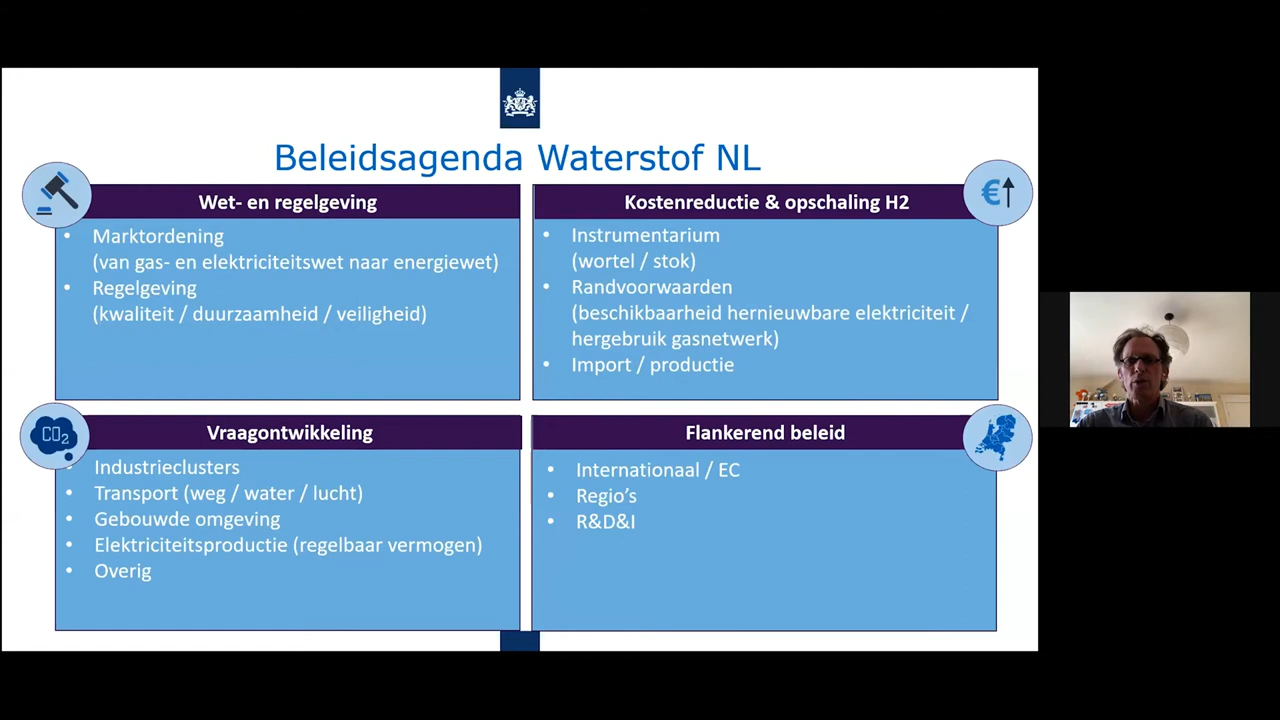 Beleidsagenda Waterstof NL
Wet- en regelgeving
• Marktordening
(van gas- en elektriciteitswet naar energiewet)
• Regelgeving
(kwaliteit / duurzaamheid / veiligheid)
Kostenreductie & opschaling H2
€
• Instrumentarium
(wortel / stok)
• Randvoorwaarden
(beschikbaarheid hernieuwbare elektriciteit /
hergebruik gasnetwerk)
• Import / productie
CO2
Vraagontwikkeling
• Industrieclusters
• Transport (weg / water / lucht)
• Gebouwde omgeving
• Elektriciteitsproductie (regelbaar vermogen)
• Overig
Flankerend beleid
• Internationaal / EC
• Regio’s
• R&D&I